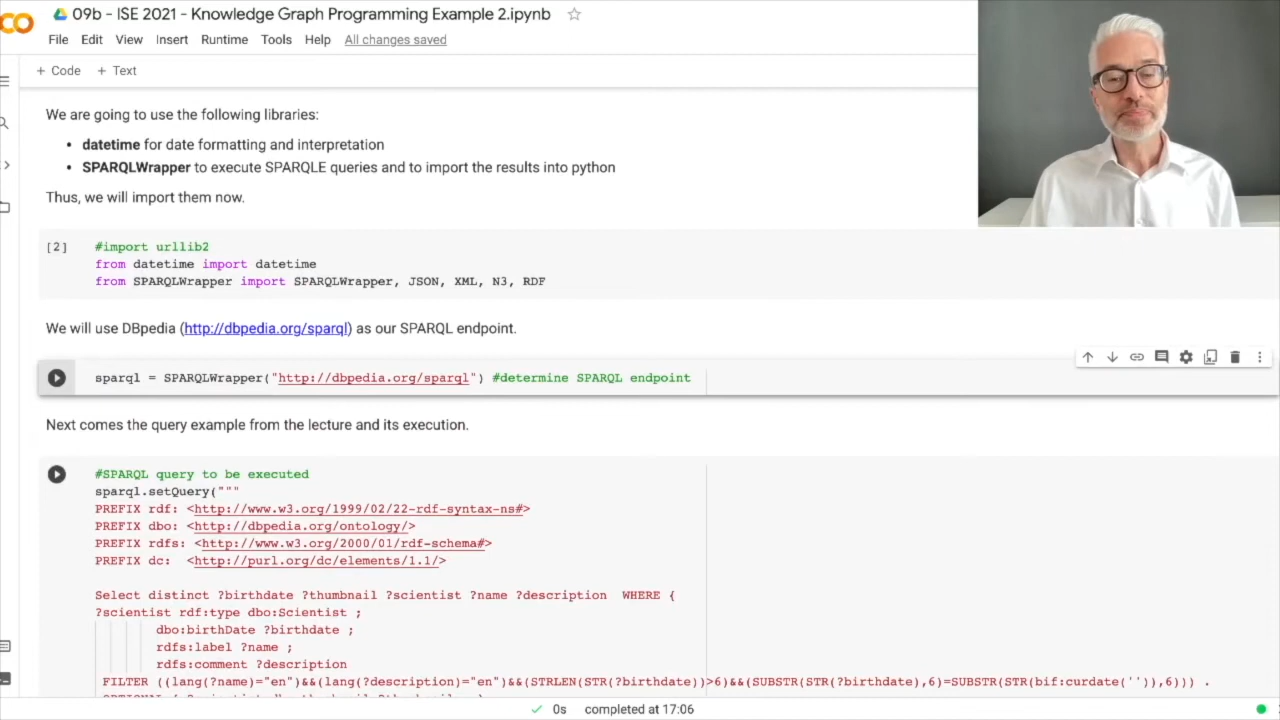 CO
09b - ISE 2021 - Knowledge Graph Programming Example 2.ipynb
File Edit View Insert Runtime Tools Help All changes saved
+ Code + Text
We are going to use the following libraries:
• datetime for date formatting and interpretation
• SPARQLWrapper to execute SPARQLE queries and to import the results into python
Thus, we will import them now.
[2] #import urllib2
from datetime import datetime
from SPARQLWrapper import SPARQLWrapper, JSON, XML, N3, RDF
We will use DBpedia (http://dbpedia.org/sparql) as our SPARQL endpoint.
sparql = SPARQLWrapper("http://dbpedia.org/sparql") #determine SPARQL endpoint
Next comes the query example from the lecture and its execution.
#SPARQL query to be executed
sparql.setQuery("""
PREFIX rdf: <http://www.w3.org/1999/02/22-rdf-syntax-ns#>
PREFIX dbo: <http://dbpedia.org/ontology/>
PREFIX rdfs: <http://www.w3.org/2000/01/rdf-schema#>
PREFIX dc: <http://purl.org/dc/elements/1.1/>
Select distinct ?birthdate ?thumbnail ?scientist ?name ?description WHERE {
?scientist rdf:type dbo:Scientist ;
dbo:birthDate ?birthdate ;
rdfs:label ?name ;
rdfs:comment ?description
FILTER ((lang(?name)="en")&&(lang(?description)="en")&&(STRLEN(STR(?birthdate))>6)&&(SUBSTR(STR(?birthdate),6)=SUBSTR(STR(bif:curdate('')),6))) .
0s completed at 17:06